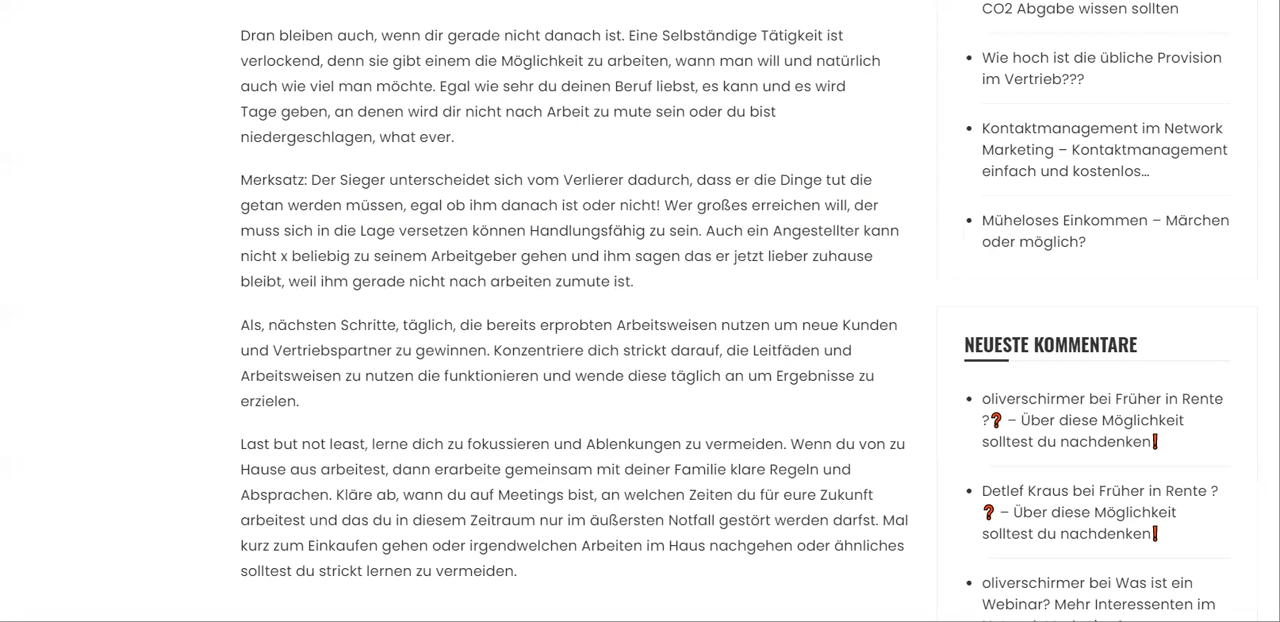 Dran bleiben auch, wenn dir gerade nicht danach ist. Eine Selbständige Tätigkeit ist
verlockend, denn sie gibt einem die Möglichkeit zu arbeiten, wann man will und natürlich
auch wie viel man möchte. Egal wie sehr du deinen Beruf liebst, es kann und es wird
Tage geben, an denen wird dir nicht nach Arbeit zu mute sein oder du bist
niedergeschlagen, what ever.
Merksatz: Der Sieger unterscheidet sich vom Verlierer dadurch, dass er die Dinge tut die
getan werden müssen, egal ob ihm danach ist oder nicht! Wer großes erreichen will, der
muss sich in die Lage versetzen können Handlungsfähig zu sein. Auch ein Angestellter kann
nicht x beliebig zu seinem Arbeitgeber gehen und ihm sagen das er jetzt lieber zuhause
bleibt, weil ihm gerade nicht nach arbeiten zumute ist.
Als, nächsten Schritte, täglich, die bereits erprobten Arbeitsweisen nutzen um neue Kunden
und Vertriebspartner zu gewinnen. Konzentriere dich strickt darauf, die Leitfäden und
Arbeitsweisen zu nutzen die funktionieren und wende diese täglich an um Ergebnisse zu
erzielen.
Last but not least, lerne dich zu fokussieren und Ablenkungen zu vermeiden. Wenn du von zu
Hause aus arbeitest, dann erarbeite gemeinsam mit deiner Familie klare Regeln und
Absprachen. Kläre ab, wann du auf Meetings bist, an welchen Zeiten du für eure Zukunft
arbeitest und das du in diesem Zeitraum nur im äußersten Notfall gestört werden darfst. Mal
kurz zum Einkaufen gehen oder irgendwelchen Arbeiten im Haus nachgehen oder ähnliches
solltest du strickt lernen zu vermeiden.
CO2 Abgabe wissen sollten
• Wie hoch ist die übliche Provision
im Vertrieb???
• Kontaktmanagement im Network
Marketing – Kontaktmanagement
einfach und kostenlos…
• Müheloses Einkommen – Märchen
oder möglich?
NEUESTE KOMMENTARE
• oliverschirmer bei Früher in Rente
?❓ – Über diese Möglichkeit
solltest du nachdenken❗
• Detlef Kraus bei Früher in Rente ?
❓ – Über diese Möglichkeit
solltest du nachdenken❗
• oliverschirmer bei Was ist ein
Webinar? Mehr Interessenten im